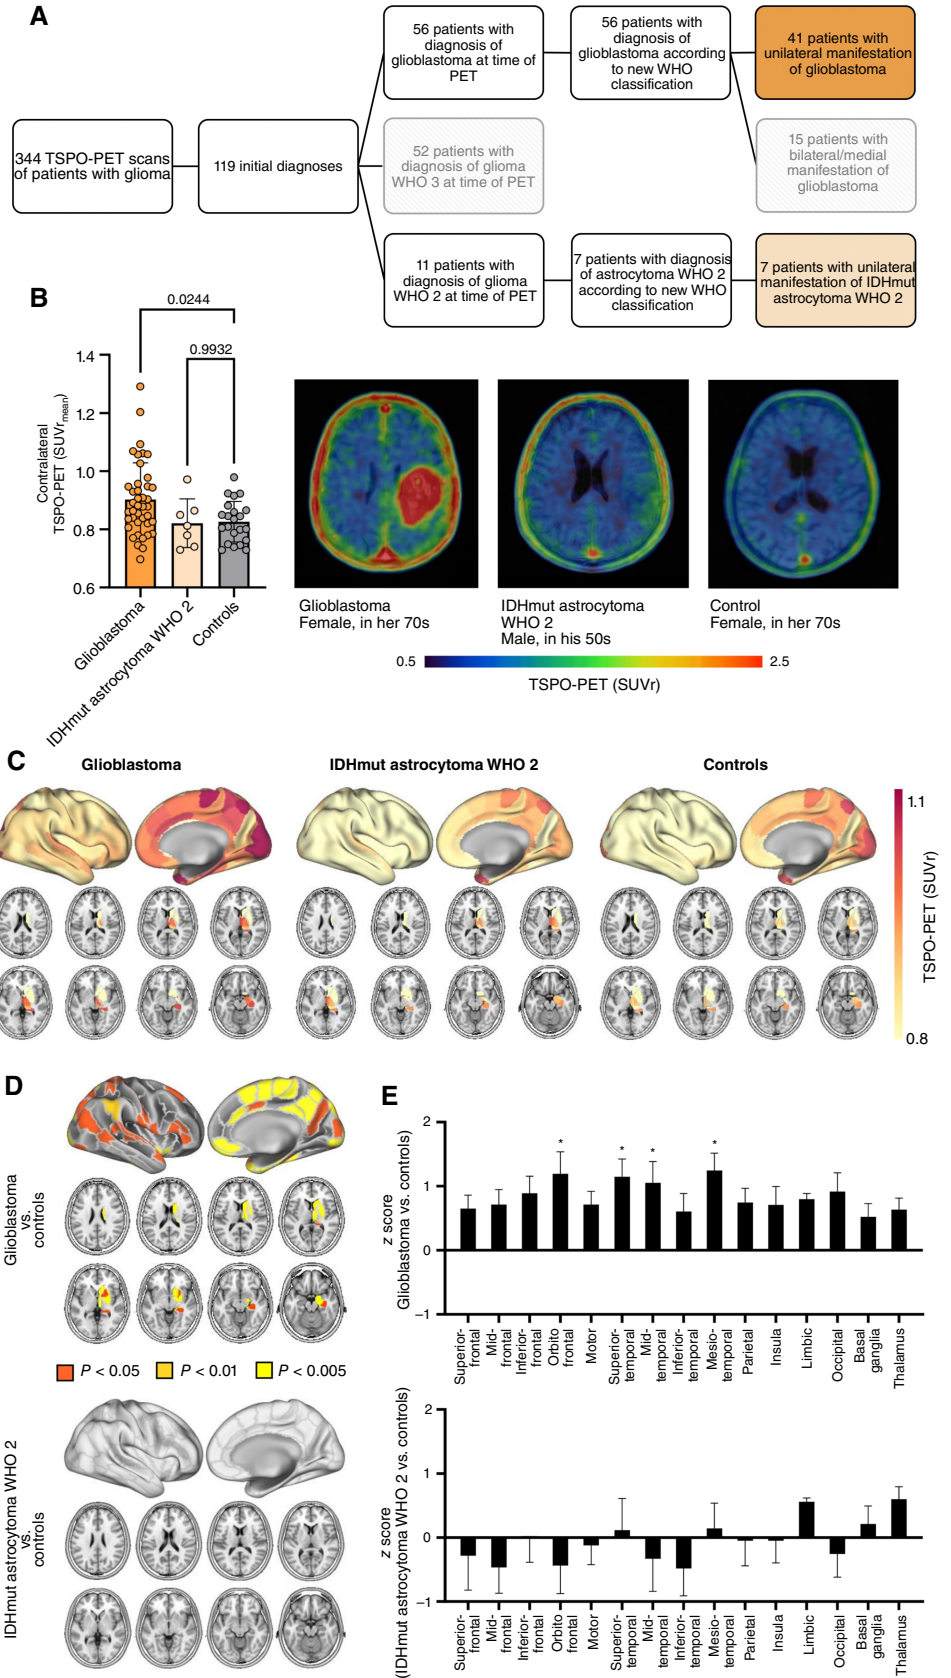 A
344 TSPO-PET scans
of patients with glioma
119 initial diagnoses
56 patients with
diagnosis of
glioblastoma at time of
PET
56 patients with
diagnosis of
glioblastoma according
to new WHO
classification
41 patients with
unilateral manifestation
of glioblastoma
52 patients with
diagnosis of glioma
WHO 3 at time of PET
15 patients with
bilateral/medial
manifestation of
glioblastoma
11 patients with
diagnosis of glioma
WHO 2 at time of PET
7 patients with diagnosis
of astrocytoma WHO 2
according to new WHO
classification
7 patients with unilateral
manifestation of IDHmut
astrocytoma WHO 2
B
0.0244
0.9932
Contralateral
TSPO-PET (SUVrmean)
1.4
1.2
1.0
0.8
0.6
Glioblastoma
IDHmut astrocytoma WHO 2
Controls
Glioblastoma
Female, in her 70s
IDHmut astrocytoma
WHO 2
Male, in his 50s
Control
Female, in her 70s
0.5
2.5
TSPO-PET (SUVr)
C
Glioblastoma
IDHmut astrocytoma WHO 2
Controls
1.1
TSPO-PET (SUVr)
0.8
D
Glioblastoma
vs.
controls
P < 0.05
P < 0.01
P < 0.005
IDHmut astrocytoma WHO 2
vs.
controls
E
z score
Glioblastoma vs. controls)
2
1
0
−1
*
*
*
*
Superior-
frontal
Mid-
frontal
Inferior-
frontal
Orbito
frontal
Motor
Superior-
temporal
Mid-
temporal
Inferior-
temporal
Mesio-
temporal
Parietal
Insula
Limbic
Occipital
Basal
ganglia
Thalamus
z score
(IDHmut astrocytoma WHO 2 vs. controls)
2
1
0
−1
Superior-
frontal
Mid-
frontal
Inferior-
frontal
Orbito
frontal
Motor
Superior-
temporal
Mid-
temporal
Inferior-
temporal
Mesio-
temporal
Parietal
Insula
Limbic
Occipital
Basal
ganglia
Thalamus